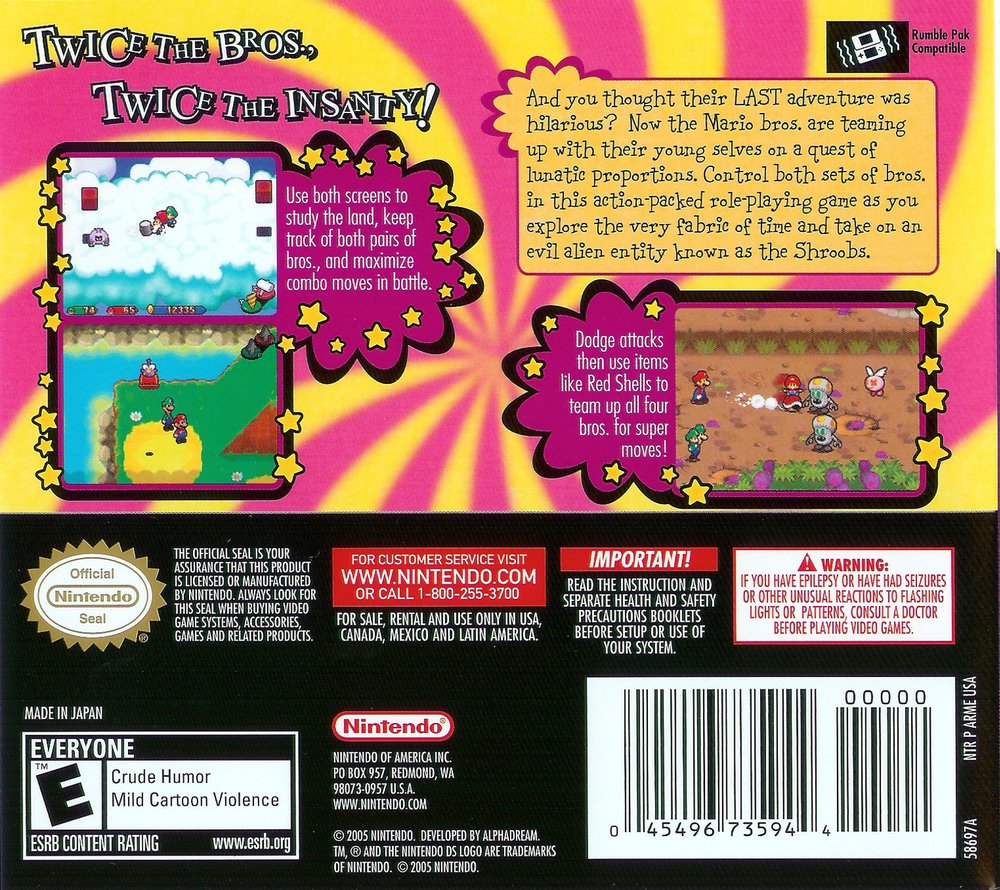 TWICE THE BROS.,
TWICE THE INSANITY!
Rumble Pak
Compatible
And you thought their LAST adventure was
hilarious? Now the Mario bros. are teaming
up with their young selves on a quest of
lunatic proportions. Control both sets of bros.
in this action-packed role-playing game as you
explore the very fabric of time and take on an
evil alien entity known as the Shroobs.
Use both screens to
study the land, keep
track of both pairs of
bros., and maximize
combo moves in battle.
74 65 12335
Dodge attacks
then use items
like Red Shells to
team up all four
bros. for super
moves!
Official
Nintendo
Seal
®
THE OFFICIAL SEAL IS YOUR
ASSURANCE THAT THIS PRODUCT
IS LICENSED OR MANUFACTURED
BY NINTENDO. ALWAYS LOOK FOR
THIS SEAL WHEN BUYING VIDEO
GAME SYSTEMS, ACCESSORIES,
GAMES AND RELATED PRODUCTS.
FOR CUSTOMER SERVICE VISIT
WWW.NINTENDO.COM
OR CALL 1-800-255-3700
FOR SALE, RENTAL AND USE ONLY IN USA,
CANADA, MEXICO AND LATIN AMERICA.
IMPORTANT!
READ THE INSTRUCTION AND
SEPARATE HEALTH AND SAFETY
PRECAUTIONS BOOKLETS
BEFORE SETUP OR USE OF
YOUR SYSTEM.
WARNING:
IF YOU HAVE EPILEPSY OR HAVE HAD SEIZURES
OR OTHER UNUSUAL REACTIONS TO FLASHING
LIGHTS OR PATTERNS, CONSULT A DOCTOR
BEFORE PLAYING VIDEO GAMES.
MADE IN JAPAN
EVERYONE
TM
E
Crude Humor
Mild Cartoon Violence
ESRB CONTENT RATING www.esrb.org
Nintendo®
NINTENDO OF AMERICA INC.
PO BOX 957, REDMOND, WA
98073-0957 U.S.A.
WWW.NINTENDO.COM
© 2005 NINTENDO. DEVELOPED BY ALPHADREAM.
TM, ® AND THE NINTENDO DS LOGO ARE TRADEMARKS
OF NINTENDO. © 2005 NINTENDO.
00000
0 45496 73594 4
NTR P ARME USA
58697A